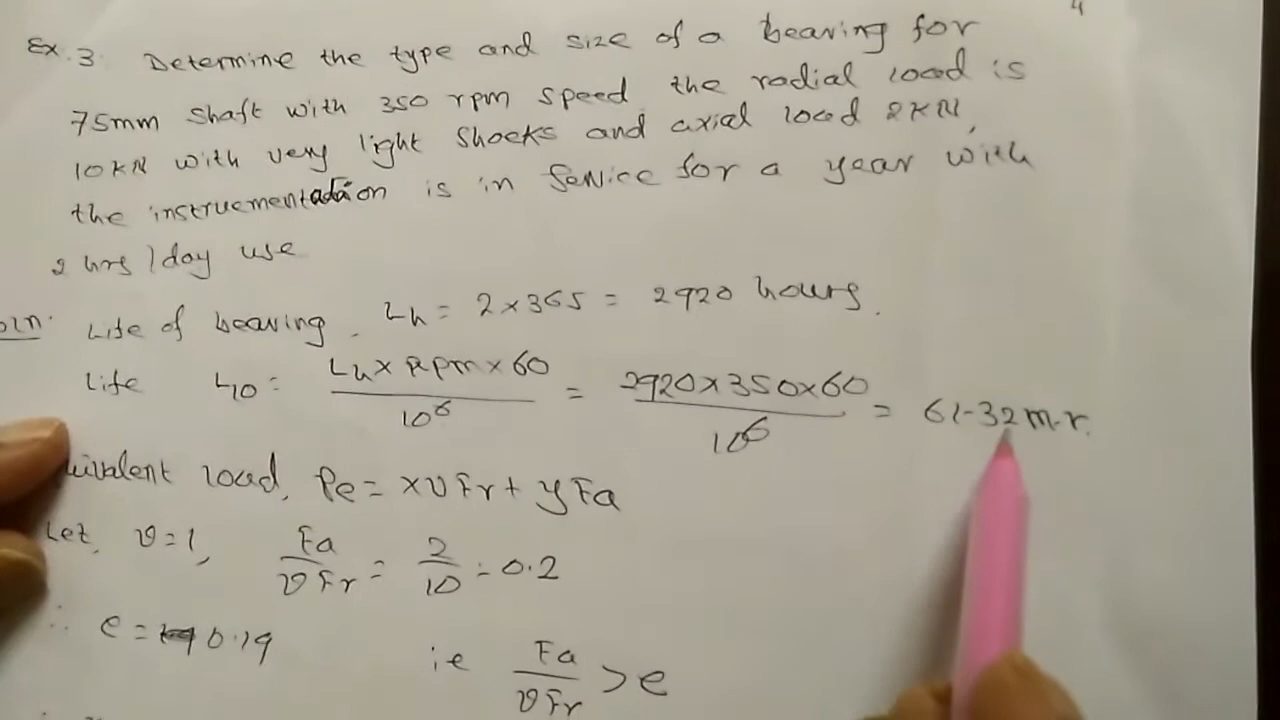 4
Ex.3. Determine the type and size of a bearing for
75mm shaft with 350 rpm speed the radial load is
10KN with very light shocks and axial load 2KN,
the instruementation is in service for a year with
2 hrs/day use
Life of bearing. Lh = 2×365 = 2920 hours.
Life L10 = Lh × rpm × 60 / 10^6 = 2920×350×60 / 10^6 = 61.32 m.r.
uivalent load, Pe = XVFr + YFa
Let, V=1, Fa / VFr = 2 / 10 = 0.2
∴ e = 0.19 ie Fa / VFr > e